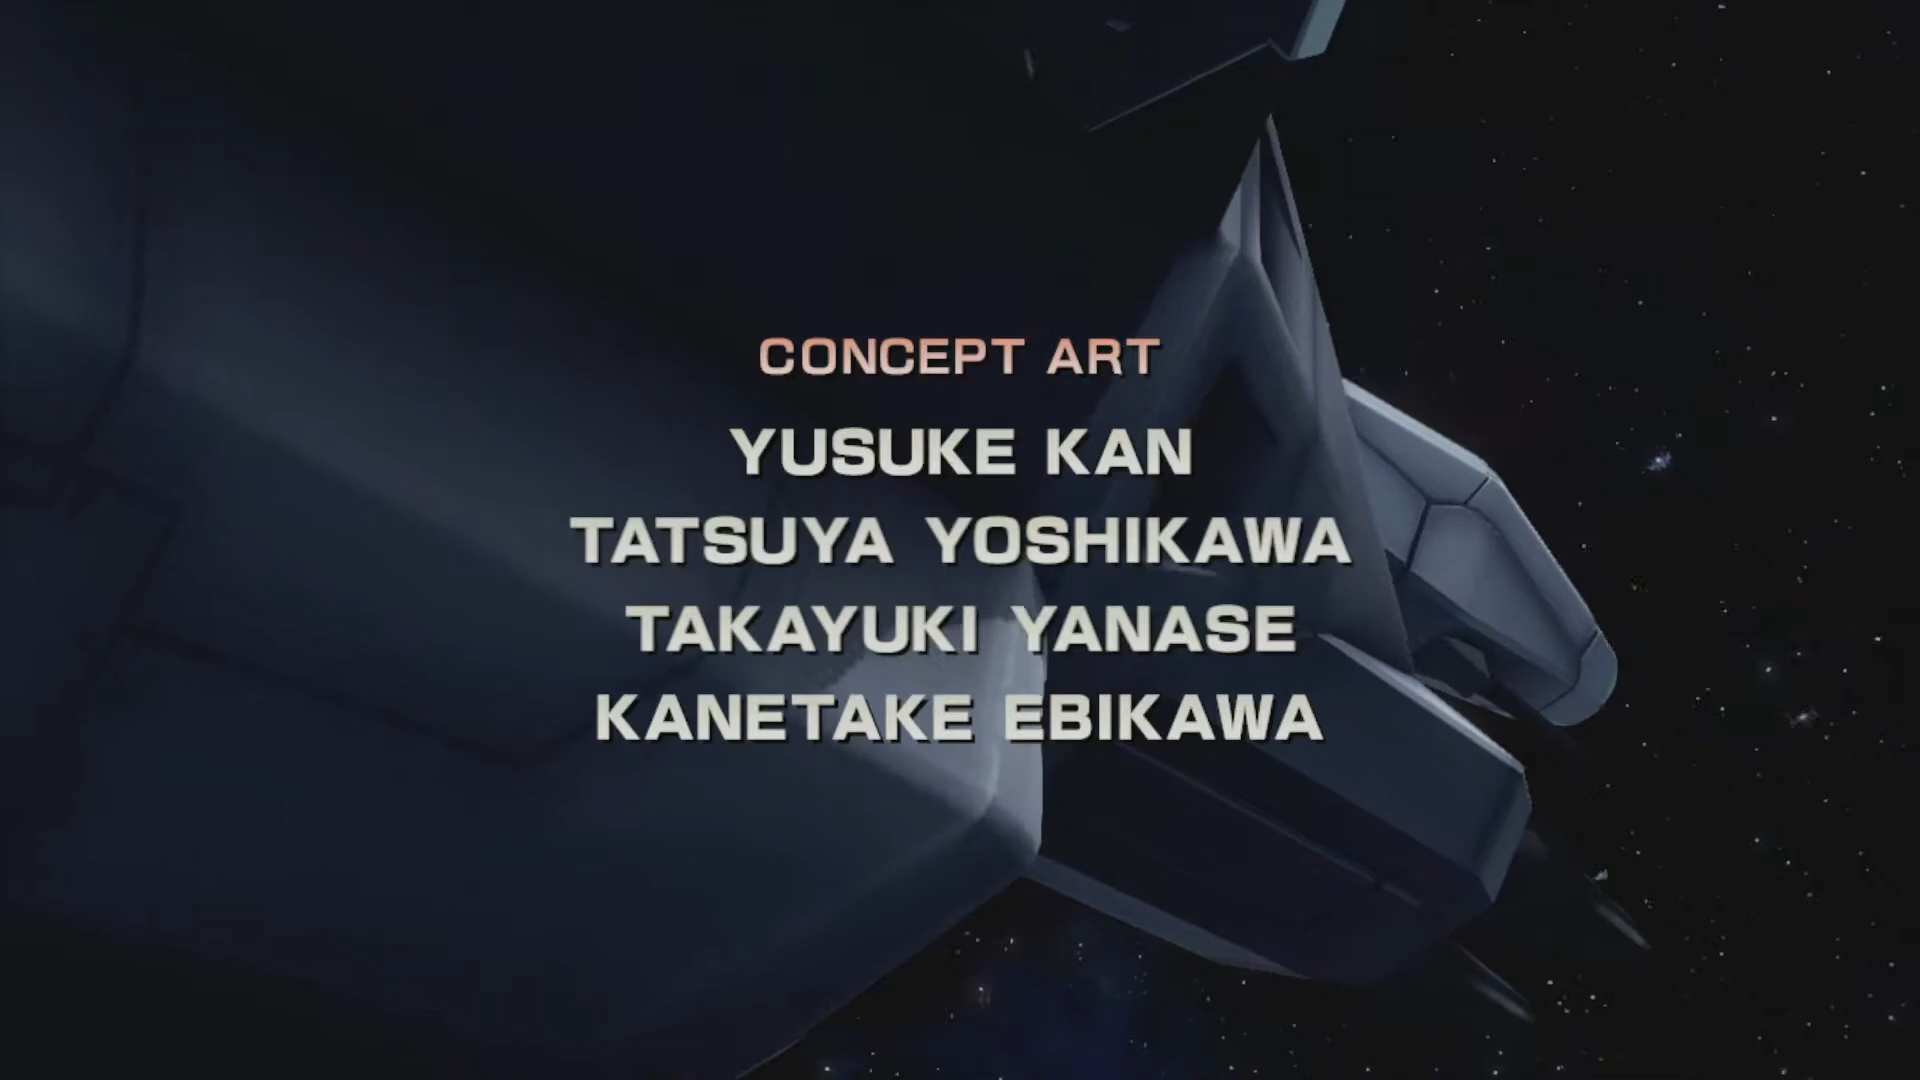 CONCEPT ART
YUSUKE KAN
TATSUYA YOSHIKAWA
TAKAYUKI YANASE
KANETAKE EBIKAWA